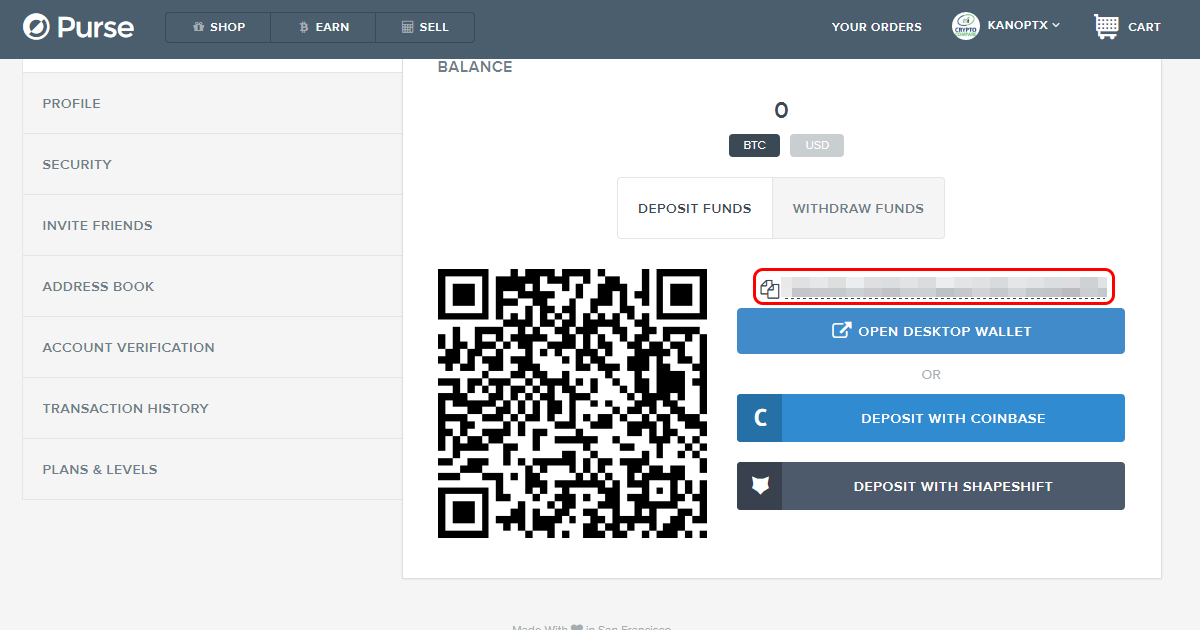 Purse
SHOP
EARN
SELL
YOUR ORDERS
CRYPTO
KANOPTX
CART
BALANCE
PROFILE
SECURITY
INVITE FRIENDS
ADDRESS BOOK
ACCOUNT VERIFICATION
TRANSACTION HISTORY
PLANS & LEVELS
0
BTC
USD
DEPOSIT FUNDS
WITHDRAW FUNDS
OPEN DESKTOP WALLET
OR
C
DEPOSIT WITH COINBASE
DEPOSIT WITH SHAPESHIFT
Made With in San Francisco